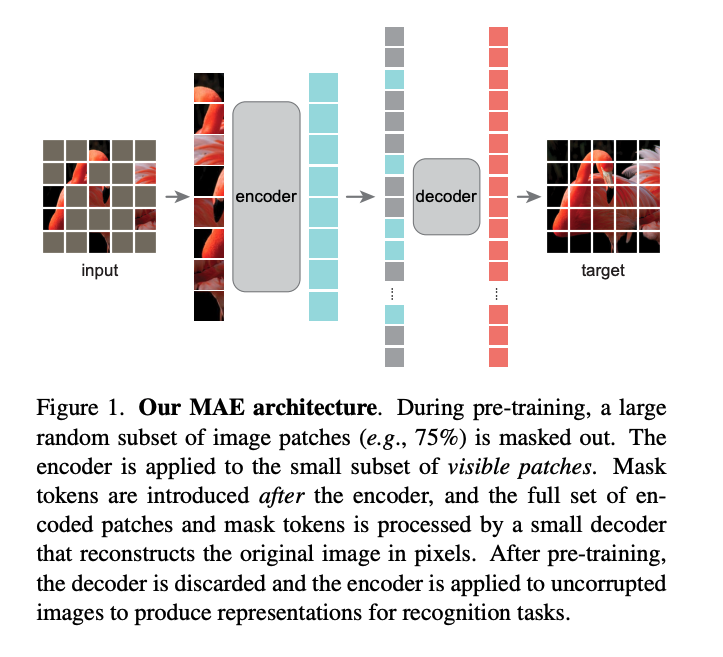 encoder
decoder
input
target
Figure 1. Our MAE architecture. During pre-training, a large
random subset of image patches (e.g., 75%) is masked out. The
encoder is applied to the small subset of visible patches. Mask
tokens are introduced after the encoder, and the full set of en-
coded patches and mask tokens is processed by a small decoder
that reconstructs the original image in pixels. After pre-training,
the decoder is discarded and the encoder is applied to uncorrupted
images to produce representations for recognition tasks.